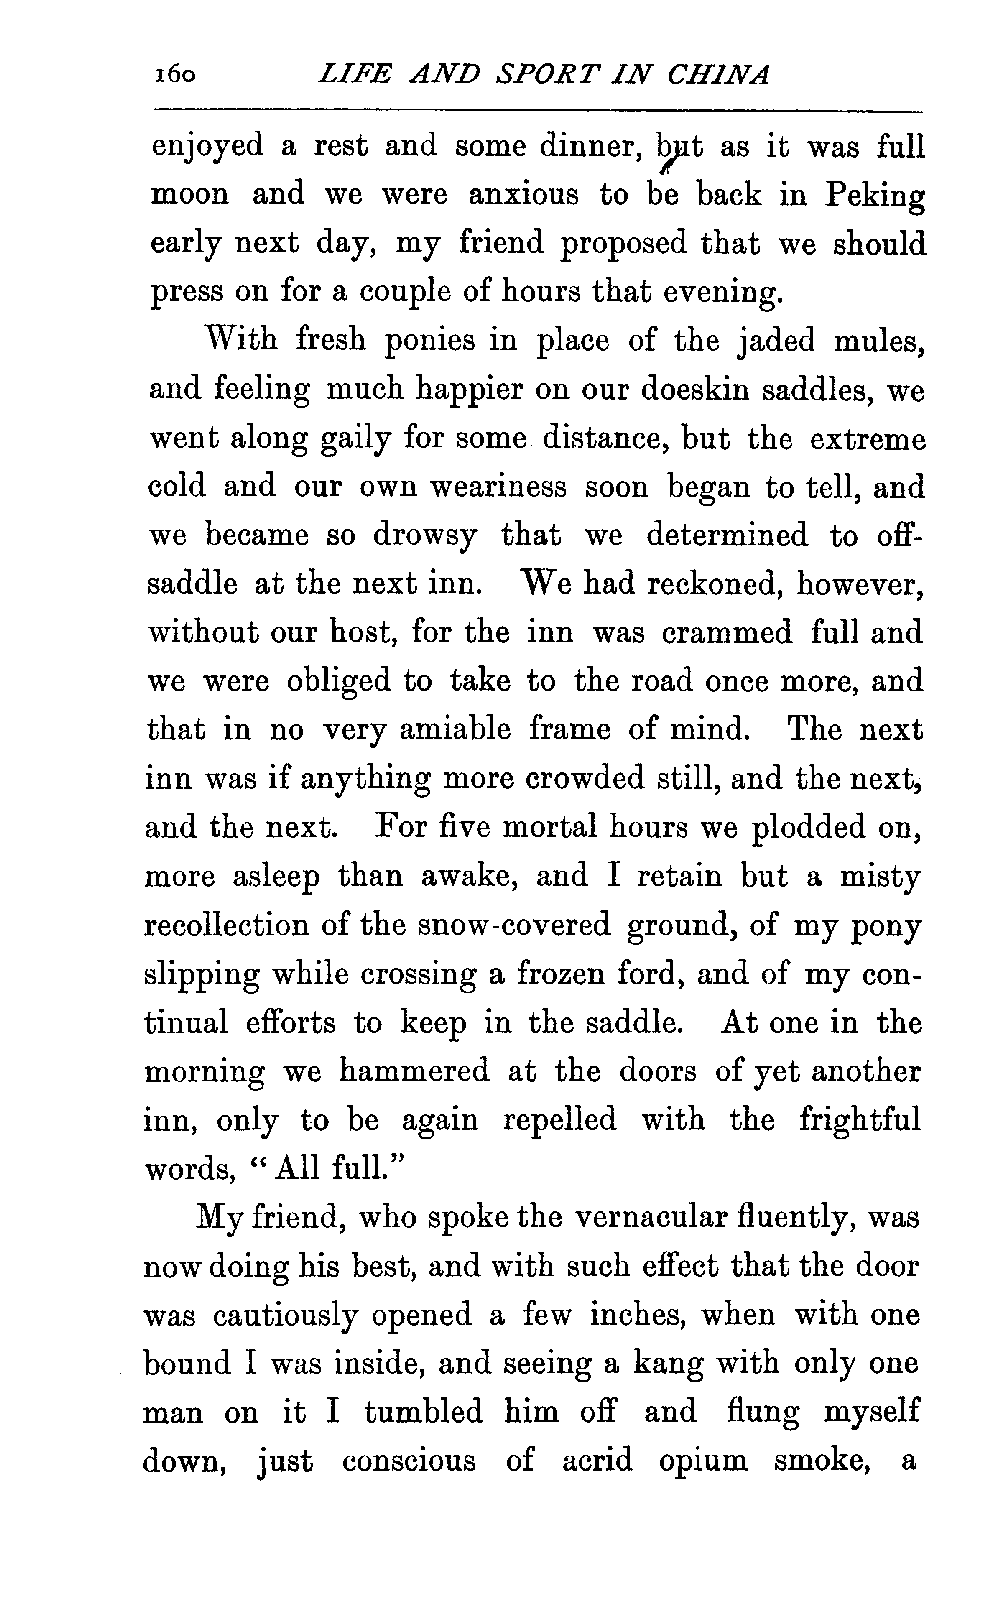 160 LIFE AND SPORT IN CHINA
enjoyed a rest and some dinner, but as it was full
moon and we were anxious to be back in Peking
early next day, my friend proposed that we should
press on for a couple of hours that evening.
With fresh ponies in place of the jaded mules,
and feeling much happier on our doeskin saddles, we
went along gaily for some distance, but the extreme
cold and our own weariness soon began to tell, and
we became so drowsy that we determined to off-
saddle at the next inn. We had reckoned, however,
without our host, for the inn was crammed full and
we were obliged to take to the road once more, and
that in no very amiable frame of mind. The next
inn was if anything more crowded still, and the next,
and the next. For five mortal hours we plodded on,
more asleep than awake, and I retain but a misty
recollection of the snow-covered ground, of my pony
slipping while crossing a frozen ford, and of my con-
tinual efforts to keep in the saddle. At one in the
morning we hammered at the doors of yet another
inn, only to be again repelled with the frightful
words, “All full.”
My friend, who spoke the vernacular fluently, was
now doing his best, and with such effect that the door
was cautiously opened a few inches, when with one
bound I was inside, and seeing a kang with only one
man on it I tumbled him off and flung myself
down, just conscious of acrid opium smoke, a